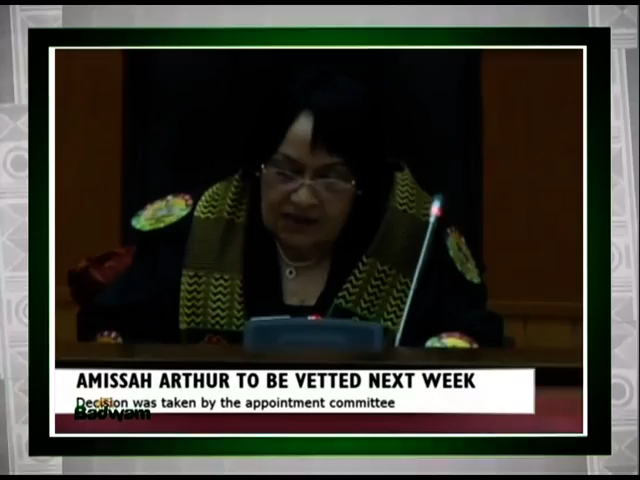 AMISSAH ARTHUR TO BE VETTED NEXT WEEK
Decision was taken by the appointment committee
Badwam